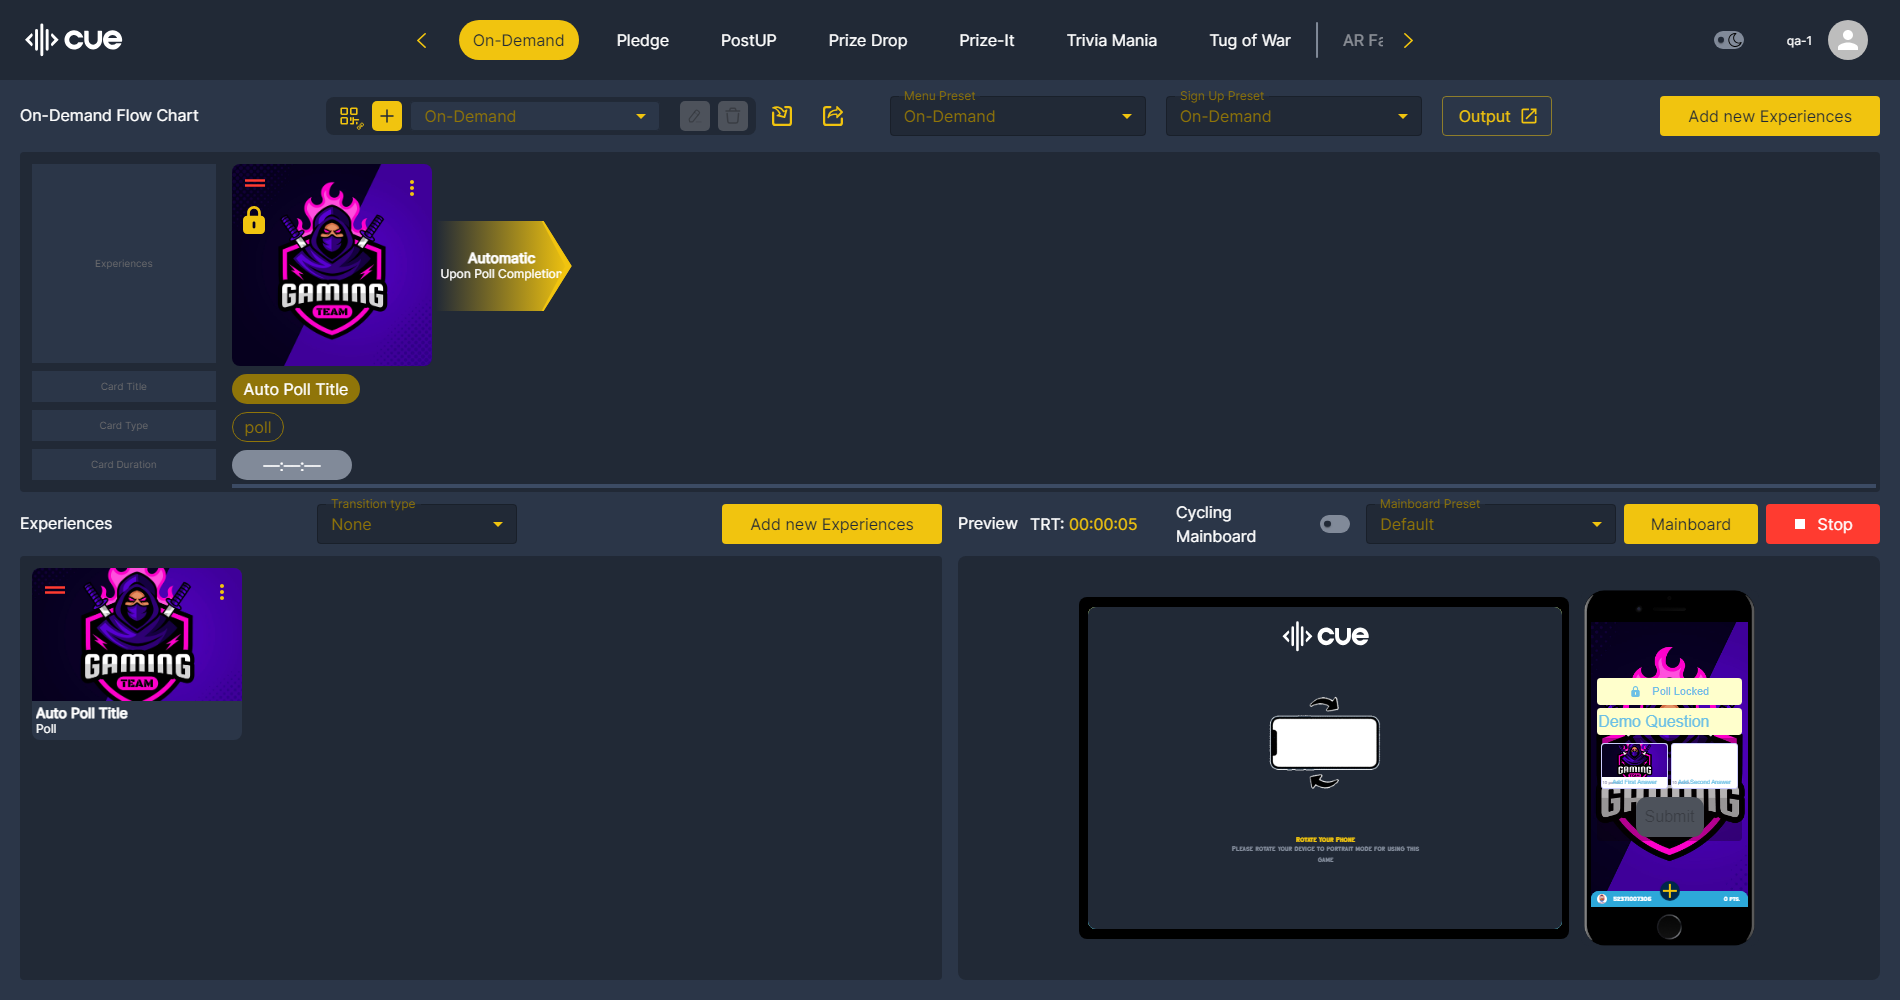 cue
On-Demand
Pledge
PostUP
Prize Drop
Prize-It
Trivia Mania
Tug of War
AR Fa
qa-1
On-Demand Flow Chart
On-Demand
Menu Preset
On-Demand
Sign Up Preset
On-Demand
Output
Add new Experiences
Experiences
GAMING
TEAM
Automatic
Upon Poll Completion
Card Title
Auto Poll Title
Card Type
poll
Card Duration
—:—:—
Experiences
Transition type
None
Add new Experiences
Preview
TRT: 00:00:05
Cycling
Mainboard
Mainboard Preset
Default
Mainboard
Stop
GAMING
TEAM
Auto Poll Title
Poll
cue
Rotate Your Phone
Please rotate your device to portrait mode for using this
game
Poll Locked
Demo Question
GAMING
Add First Answer
Add Second Answer
GAMING
Submit
0 PTS.